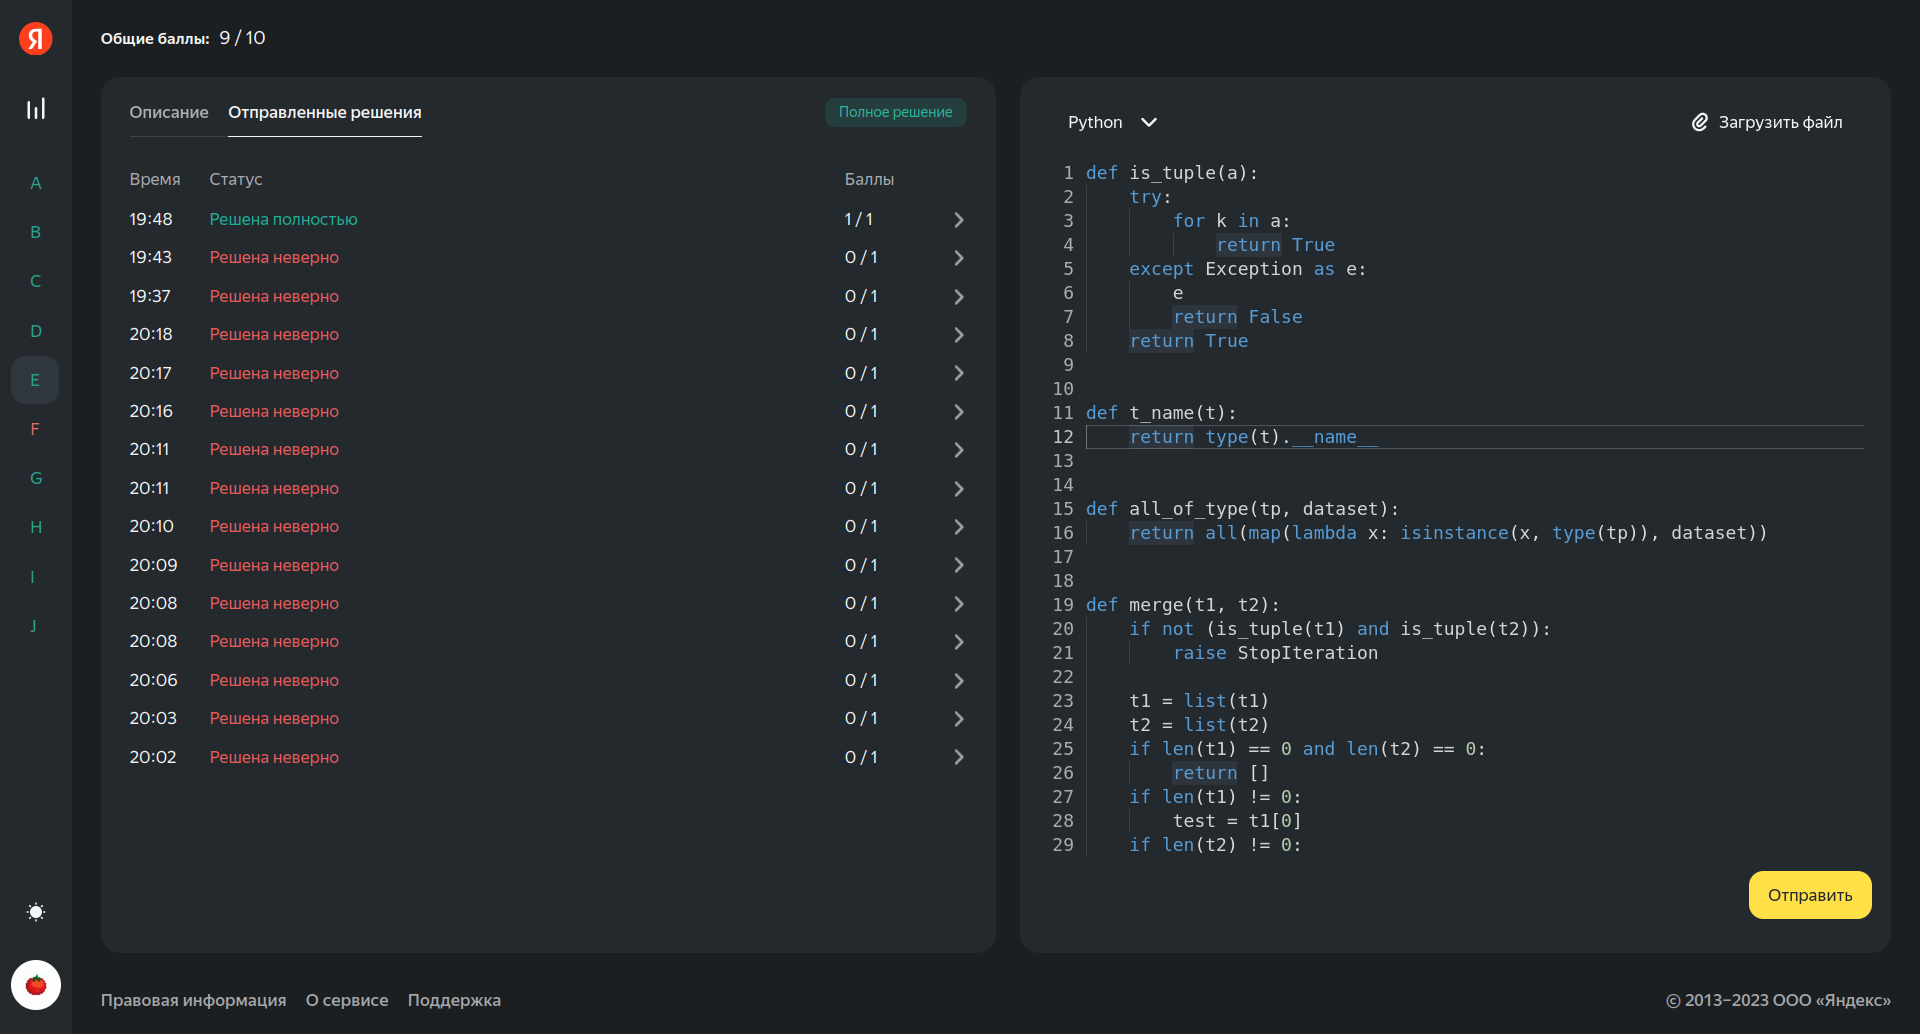 Я
Общие баллы: 9 / 10
A
B
C
D
E
F
G
H
I
J
Описание Отправленные решения
Полное решение
Время Статус Баллы
19:48 Решена полностью 1 / 1
19:43 Решена неверно 0 / 1
19:37 Решена неверно 0 / 1
20:18 Решена неверно 0 / 1
20:17 Решена неверно 0 / 1
20:16 Решена неверно 0 / 1
20:11 Решена неверно 0 / 1
20:11 Решена неверно 0 / 1
20:10 Решена неверно 0 / 1
20:09 Решена неверно 0 / 1
20:08 Решена неверно 0 / 1
20:08 Решена неверно 0 / 1
20:06 Решена неверно 0 / 1
20:03 Решена неверно 0 / 1
20:02 Решена неверно 0 / 1
Python
Загрузить файл
1 def is_tuple(a):
2     try:
3         for k in a:
4             return True
5     except Exception as e:
6         e
7         return False
8     return True
9
10
11 def t_name(t):
12     return type(t).__name__
13
14
15 def all_of_type(tp, dataset):
16     return all(map(lambda x: isinstance(x, type(tp)), dataset))
17
18
19 def merge(t1, t2):
20     if not (is_tuple(t1) and is_tuple(t2)):
21         raise StopIteration
22
23     t1 = list(t1)
24     t2 = list(t2)
25     if len(t1) == 0 and len(t2) == 0:
26         return []
27     if len(t1) != 0:
28         test = t1[0]
29     if len(t2) != 0:
Отправить
Правовая информация О сервисе Поддержка
© 2013–2023 ООО «Яндекс»